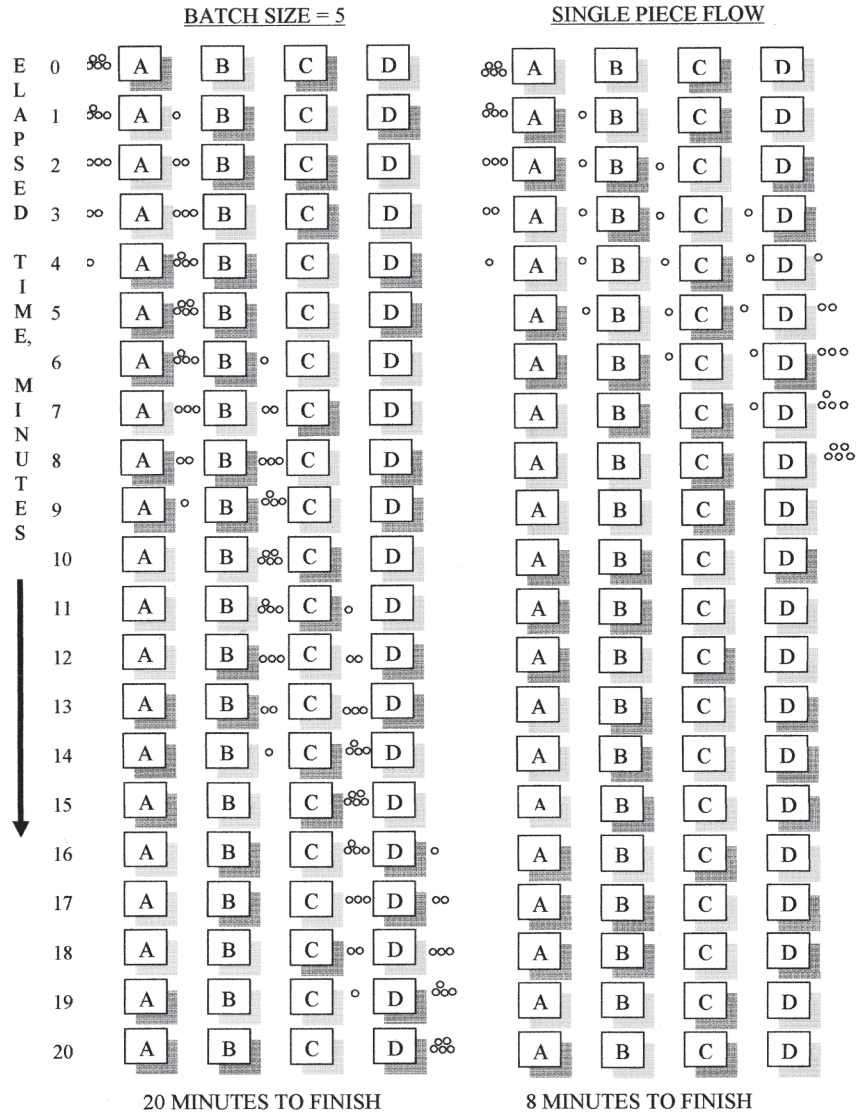 BATCH SIZE = 5 SINGLE PIECE FLOW
ELAPSED TIME, MINUTES
0 A B C D A B C D
1 A B C D A B C D
2 A B C D A B C D
3 A B C D A B C D
4 A B C D A B C D
5 A B C D A B C D
6 A B C D A B C D
7 A B C D A B C D
8 A B C D A B C D
9 A B C D A B C D
10 A B C D A B C D
11 A B C D A B C D
12 A B C D A B C D
13 A B C D A B C D
14 A B C D A B C D
15 A B C D A B C D
16 A B C D A B C D
17 A B C D A B C D
18 A B C D A B C D
19 A B C D A B C D
20 A B C D A B C D
20 MINUTES TO FINISH 8 MINUTES TO FINISH